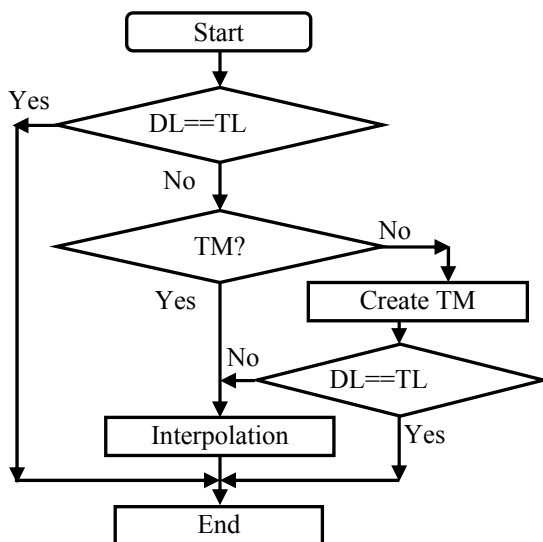 Start
Yes
DL==TL
No
TM?
No
Yes
Create TM
No
DL==TL
Interpolation
Yes
End